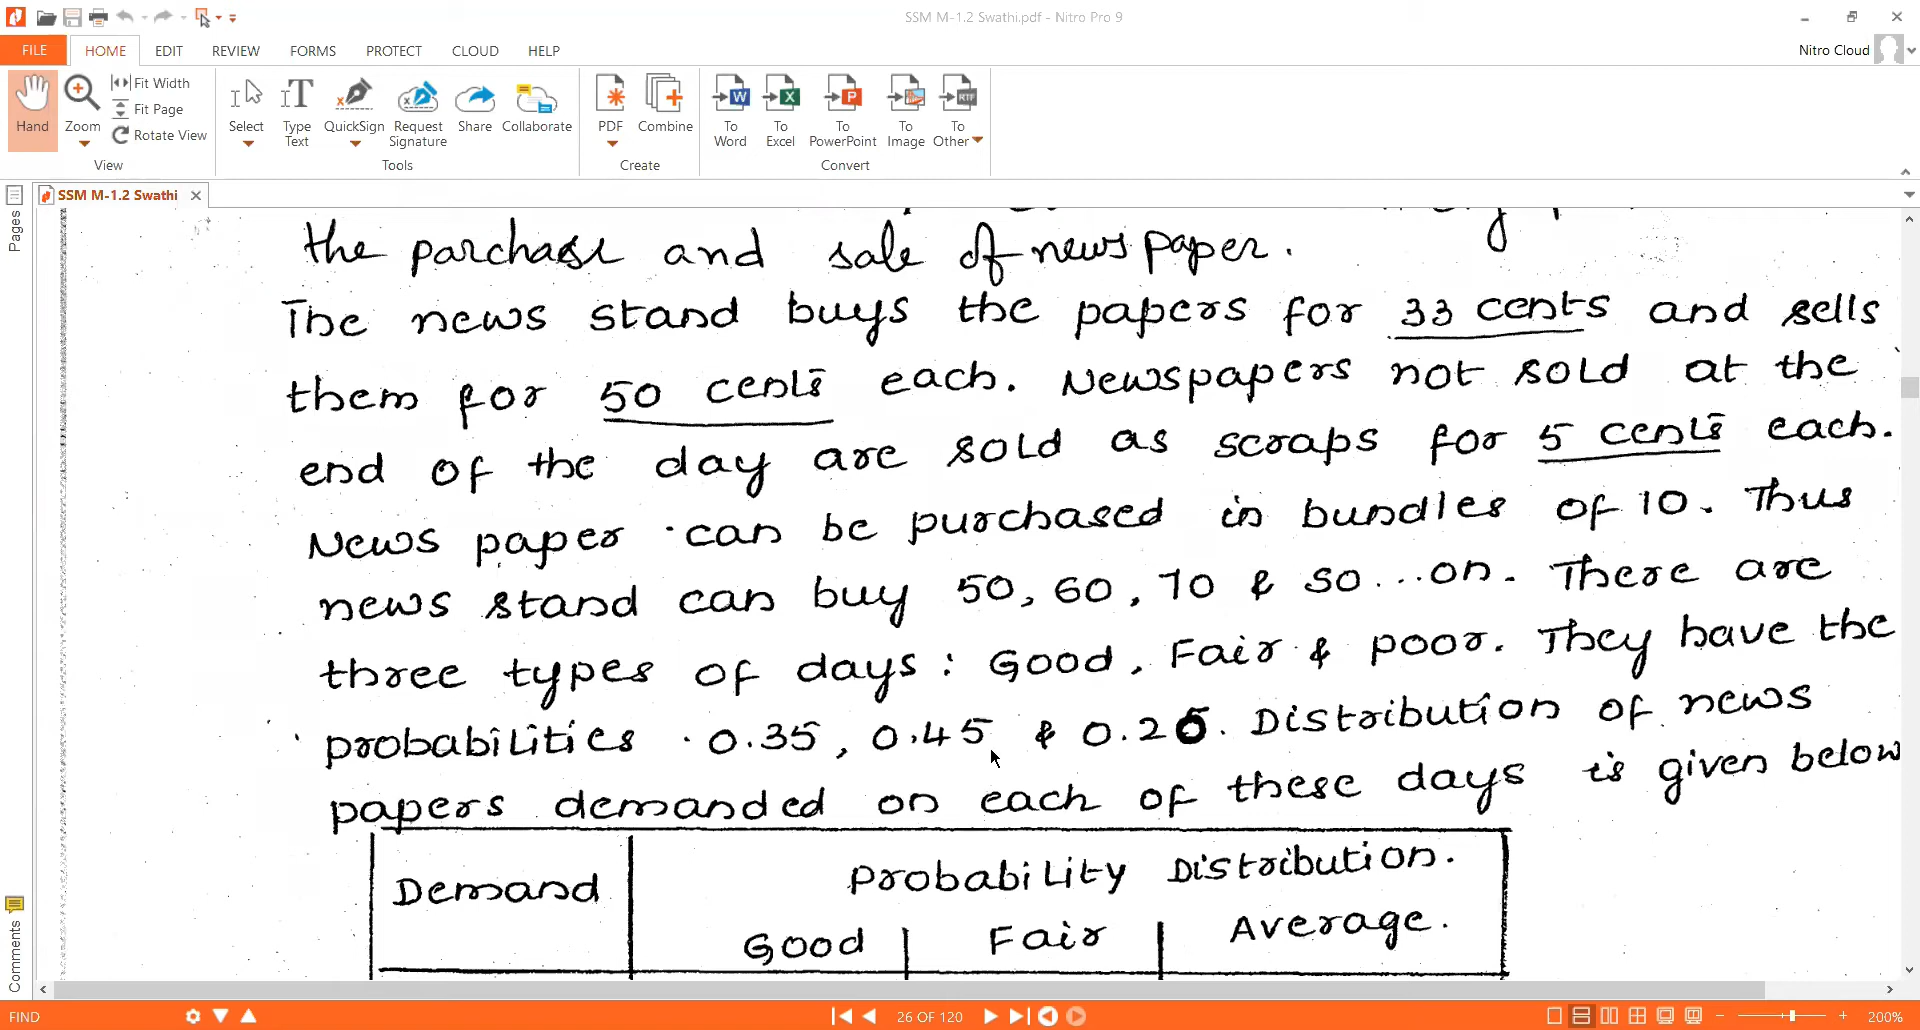 SSM M-1.2 Swathi.pdf - Nitro Pro 9
FILE HOME EDIT REVIEW FORMS PROTECT CLOUD HELP Nitro Cloud
Hand Zoom Fit Width Fit Page Rotate View
View
Select Type Text QuickSign Request Signature Share Collaborate
Tools
PDF Combine
Create
To Word To Excel To PowerPoint To Image To Other
Convert
SSM M-1.2 Swathi
Pages
the parchase and sale of news paper.
The news stand buys the papers for 33 cents and sells
them for 50 cents each. Newspapers not sold at the
end of the day are sold as scraps for 5 cents each.
News paper can be purchased in bundles of 10. Thus
news stand can buy 50, 60, 70 & so...on. There are
three types of days: Good, Fair & poor. They have the
probabilities 0.35, 0.45 & 0.20. Distribution of news
papers demanded on each of these days is given below
Demand Probability Distribution.
Good Fair Average.
Comments
FIND 26 OF 120 200%